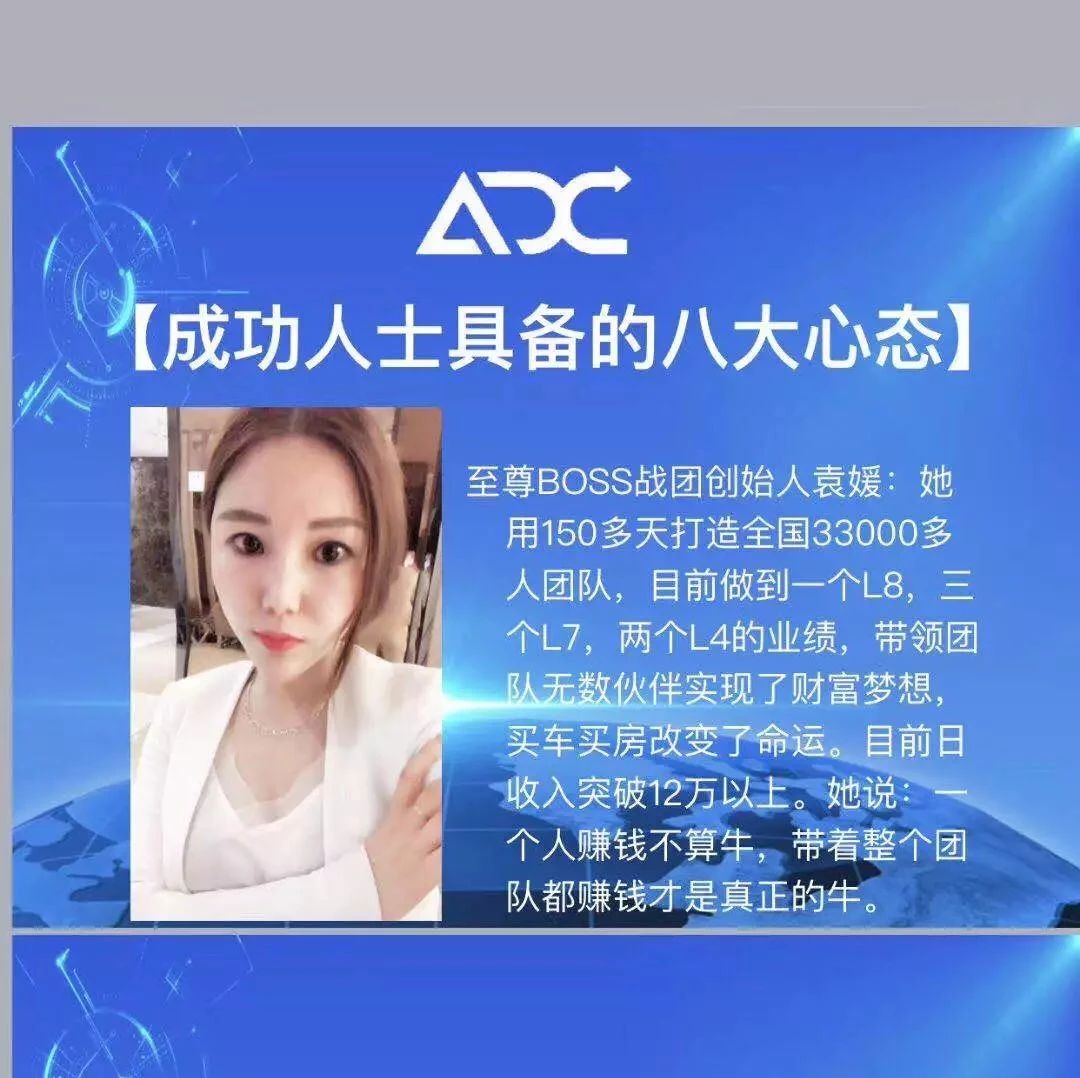 ADC
【成功人士具备的八大心态】
至尊BOSS战团创始人袁媛：她
用150多天打造全国33000多
人团队，目前做到一个L8，三
个L7，两个L4的业绩，带领团
队无数伙伴实现了财富梦想，
买车买房改变了命运。目前日
收入突破12万以上。她说：一
个人赚钱不算牛，带着整个团
队都赚钱才是真正的牛。